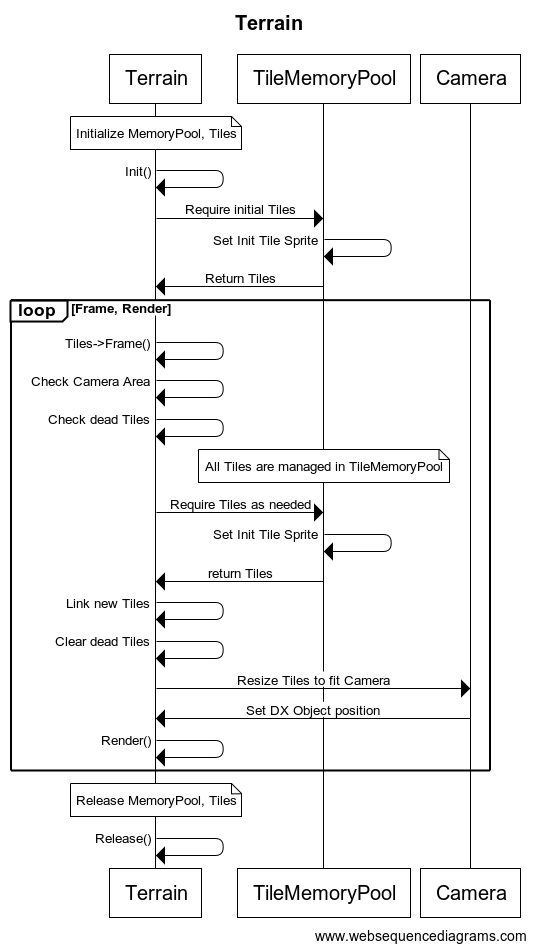 Terrain
Terrain
TileMemoryPool
Camera
Initialize MemoryPool, Tiles
Init()
Require initial Tiles
Set Init Tile Sprite
Return Tiles
loop
[Frame, Render]
Tiles->Frame()
Check Camera Area
Check dead Tiles
All Tiles are managed in TileMemoryPool
Require Tiles as needed
Set Init Tile Sprite
return Tiles
Link new Tiles
Clear dead Tiles
Resize Tiles to fit Camera
Set DX Object position
Render()
Release MemoryPool, Tiles
Release()
Terrain
TileMemoryPool
Camera
www.websequencediagrams.com